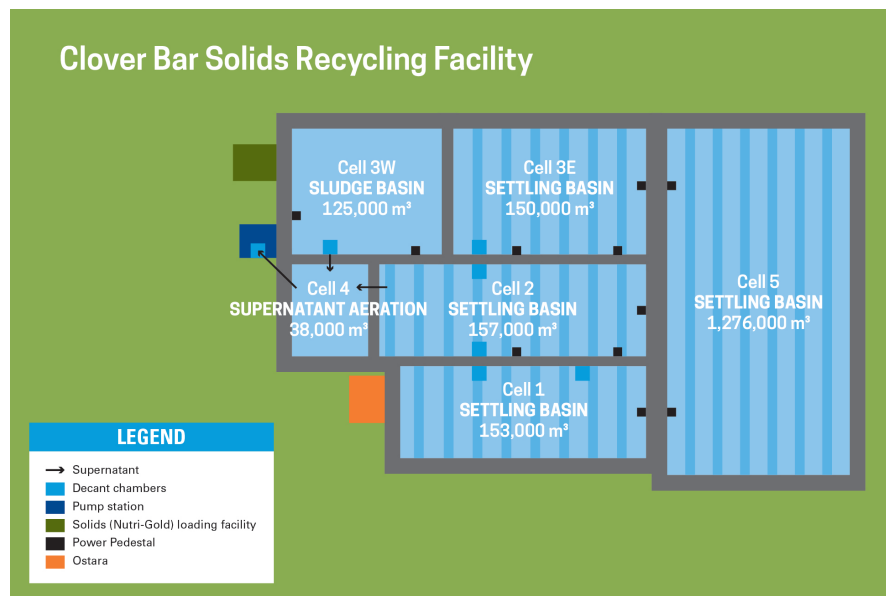 Clover Bar Solids Recycling Facility
Cell 3W
SLUDGE BASIN
125,000 m³
Cell 3E
SETTLING BASIN
150,000 m³
Cell 4
SUPERNATANT AERATION
38,000 m³
Cell 2
SETTLING BASIN
157,000 m³
Cell 5
SETTLING BASIN
1,276,000 m³
Cell 1
SETTLING BASIN
153,000 m³
LEGEND
Supernatant
Decant chambers
Pump station
Solids (Nutri-Gold) loading facility
Power Pedestal
Ostara